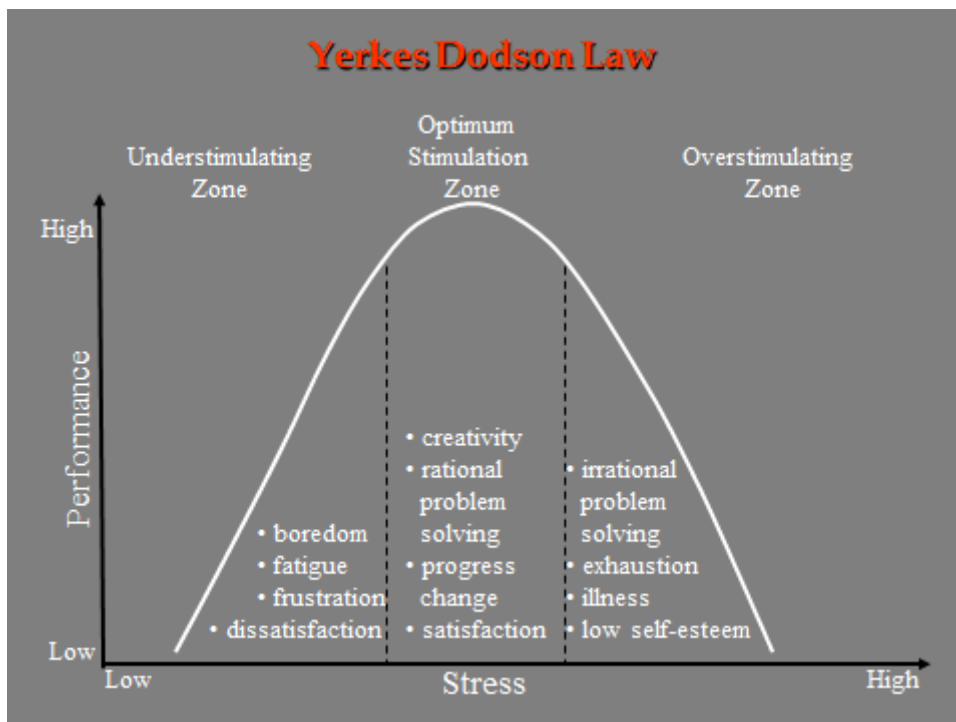 Yerkes Dodson Law
Understimulating
Zone
Optimum
Stimulation
Zone
Overstimulating
Zone
High
Performance
Low
• boredom
• fatigue
• frustration
• dissatisfaction
• creativity
• rational
problem
solving
• progress
change
• satisfaction
• irrational
problem
solving
• exhaustion
• illness
• low self-esteem
Low
Stress
High